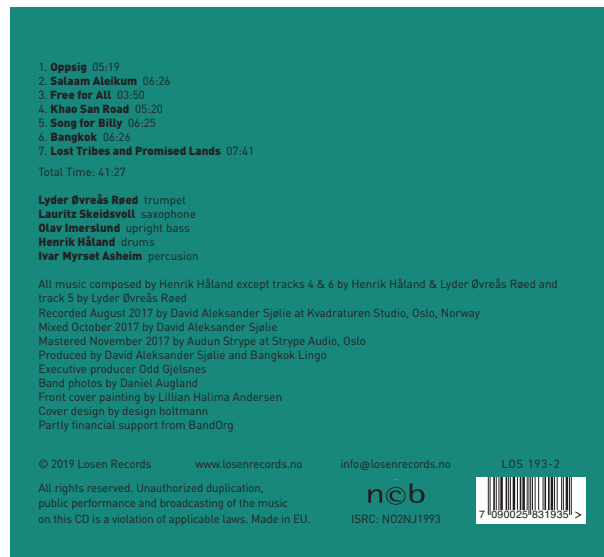 1. Oppsig 05:19
2. Salaam Aleikum 06:26
3. Free for All 03:50
4. Khao San Road 05:20
5. Song for Billy 06:25
6. Bangkok 06:26
7. Lost Tribes and Promised Lands 07:41
Total Time: 41:27
Lyder Øvreås Røed trumpet
Lauritz Skeidsvoll saxophone
Olav Imerslund upright bass
Henrik Håland drums
Ivar Myrset Asheim percusion
All music composed by Henrik Håland except tracks 4 & 6 by Henrik Håland & Lyder Øvreås Røed and
track 5 by Lyder Øvreås Røed
Recorded August 2017 by David Aleksander Sjølie at Kvadraturen Studio, Oslo, Norway
Mixed October 2017 by David Aleksander Sjølie
Mastered November 2017 by Audun Strype at Strype Audio, Oslo
Produced by David Aleksander Sjølie and Bangkok Lingo
Executive producer Odd Gjelsnes
Band photos by Daniel Augland
Front cover painting by Lillian Halima Andersen
Cover design by design holtmann
Partly financial support from BandOrg
© 2019 Losen Records www.losenrecords.no info@losenrecords.no LOS 193-2
All rights reserved. Unauthorized duplication,
public performance and broadcasting of the music
on this CD is a violation of applicable laws. Made in EU.
n©b
ISRC: NO2NJ1993
7 090025 831935 >